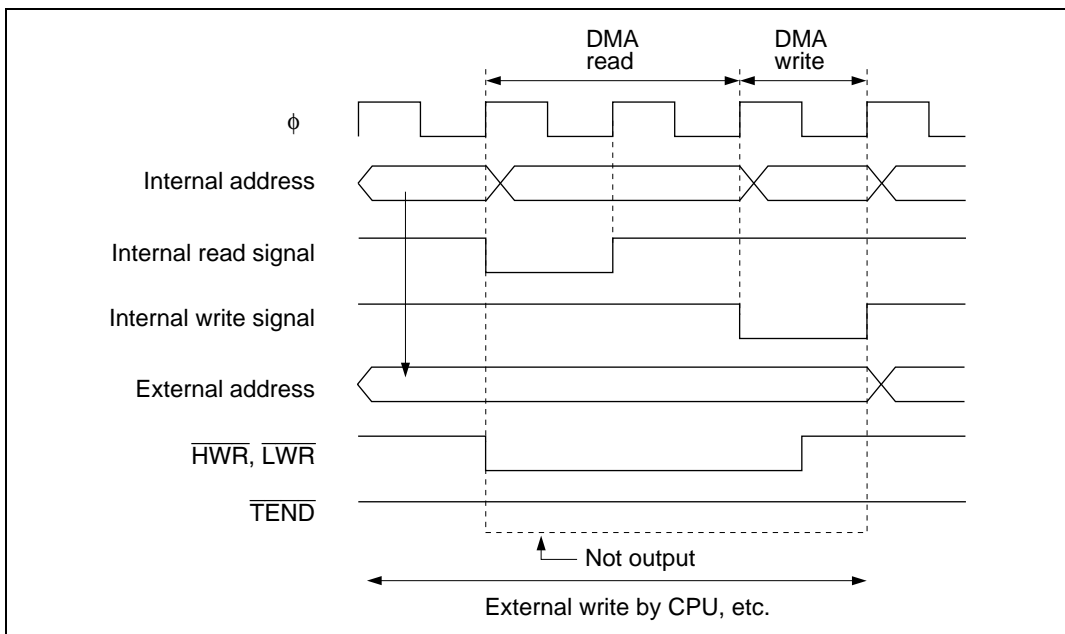 DMA
read
DMA
write
ϕ
Internal address
Internal read signal
Internal write signal
External address
HWR, LWR
TEND
Not output
External write by CPU, etc.